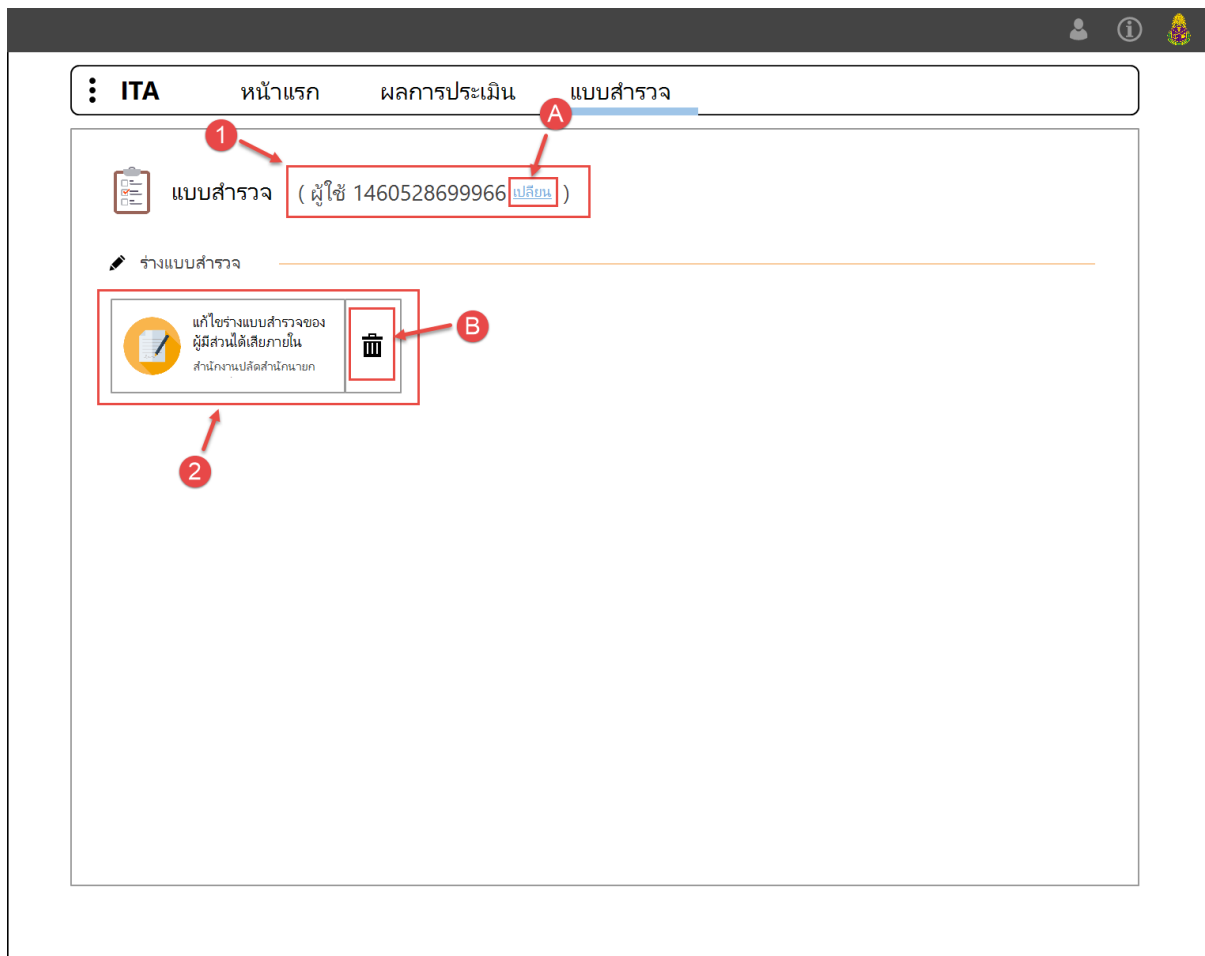 ITA หน้าแรก ผลการประเมิน แบบสำรวจ
A
1
แบบสำรวจ ( ผู้ใช้ 1460528699966 เปลี่ยน )
ร่างแบบสำรวจ
แก้ไขร่างแบบสำรวจของ
ผู้มีส่วนได้เสียภายใน
สำนักงานปลัดสำนักนายก
B
2